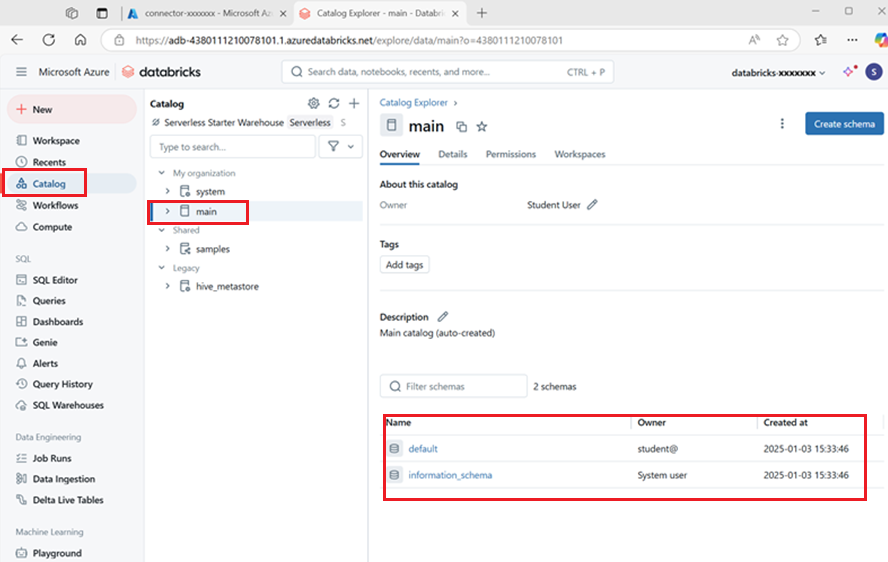 connector-xxxxxxx - Microsoft Az
Catalog Explorer - main - Databri
https://adb-4380111210078101.1.azuredatabricks.net/explore/data/main?o=4380111210078101
Microsoft Azure
databricks
Search data, notebooks, recents, and more...
CTRL + P
databricks-xxxxxxx
S
New
Workspace
Recents
Catalog
Workflows
Compute
SQL
SQL Editor
Queries
Dashboards
Genie
Alerts
Query History
SQL Warehouses
Data Engineering
Job Runs
Data Ingestion
Delta Live Tables
Machine Learning
Playground
Catalog
Serverless Starter Warehouse
Serverless
S
Type to search...
My organization
system
main
Shared
samples
Legacy
hive_metastore
Catalog Explorer
main
Create schema
Overview
Details
Permissions
Workspaces
About this catalog
Owner
Student User
Tags
Add tags
Description
Main catalog (auto-created)
Filter schemas
2 schemas
Name Owner Created at
default student@ 2025-01-03 15:33:46
information_schema System user 2025-01-03 15:33:46